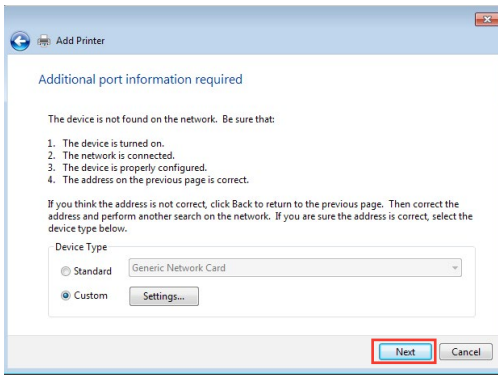 Add Printer
Additional port information required
The device is not found on the network. Be sure that:
1. The device is turned on.
2. The network is connected.
3. The device is properly configured.
4. The address on the previous page is correct.
If you think the address is not correct, click Back to return to the previous page. Then correct the
address and perform another search on the network. If you are sure the address is correct, select the
device type below.
Device Type
Standard
Generic Network Card
Custom
Settings...
Next
Cancel